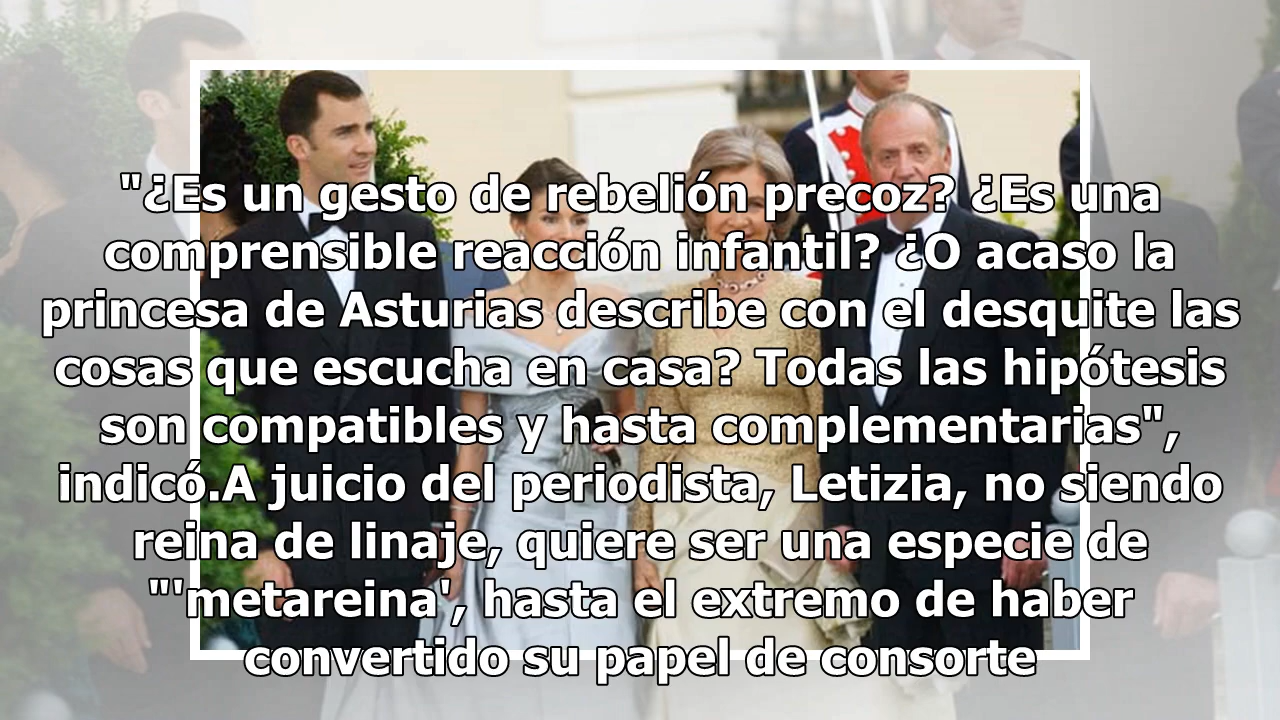 "¿Es un gesto de rebelión precoz? ¿Es una
comprensible reacción infantil? ¿O acaso la
princesa de Asturias describe con el desquite las
cosas que escucha en casa? Todas las hipótesis
son compatibles y hasta complementarias",
indicó.A juicio del periodista, Letizia, no siendo
reina de linaje, quiere ser una especie de
"'metareina', hasta el extremo de haber
convertido su papel de consorte